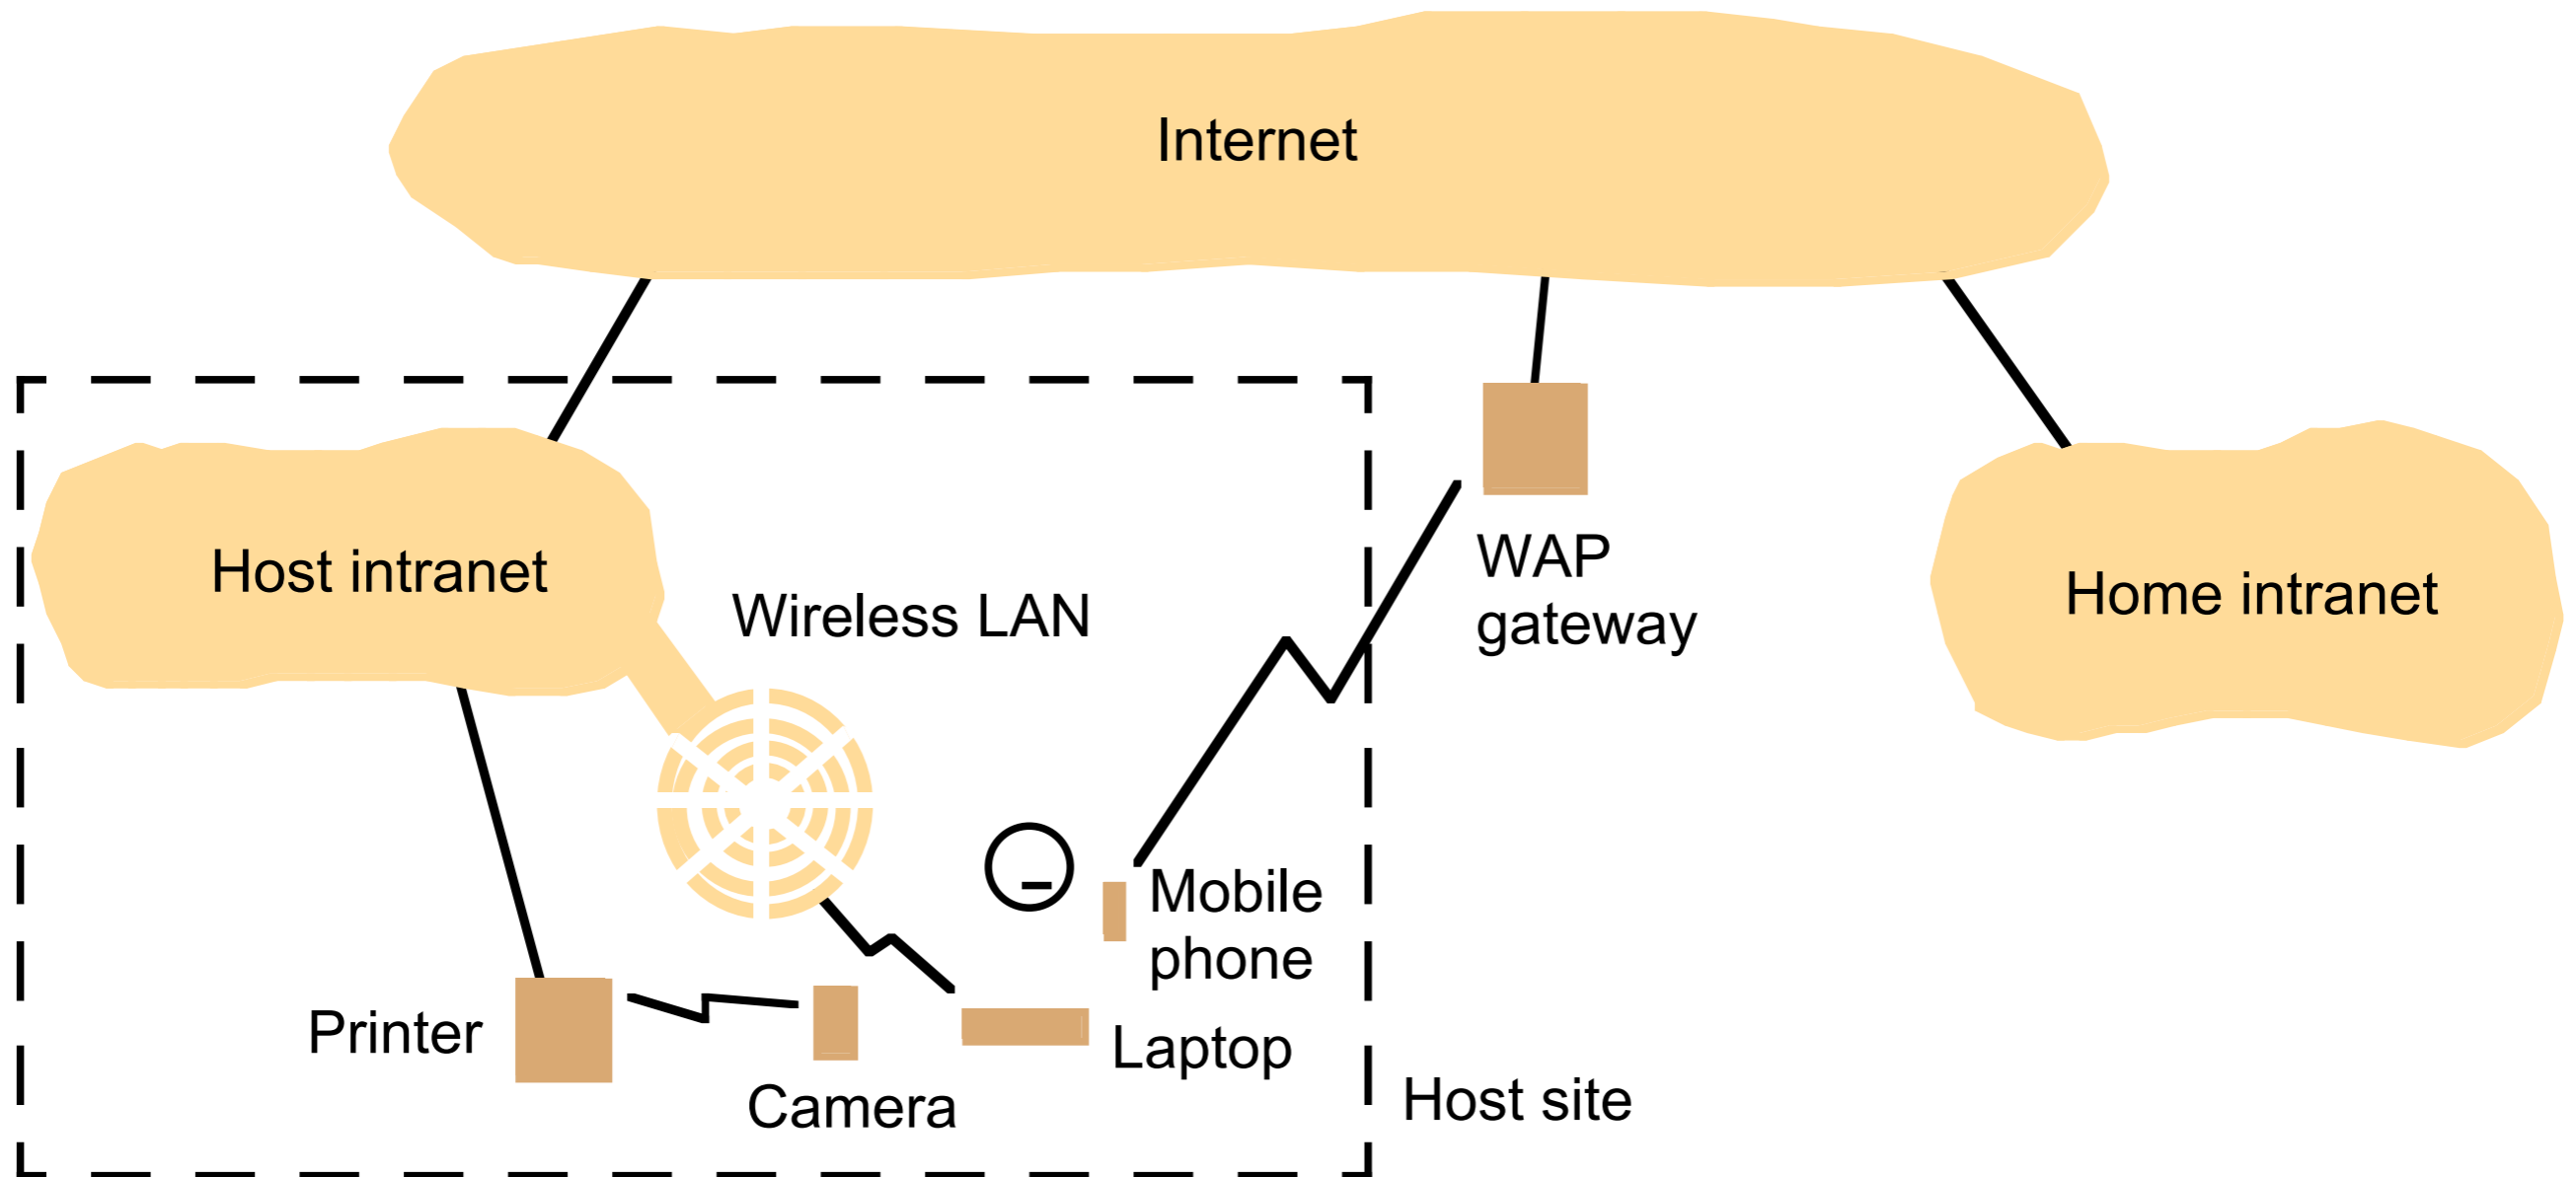 Internet
Host intranet
Wireless LAN
WAP
gateway
Home intranet
Mobile
phone
Printer
Laptop
Camera
Host site